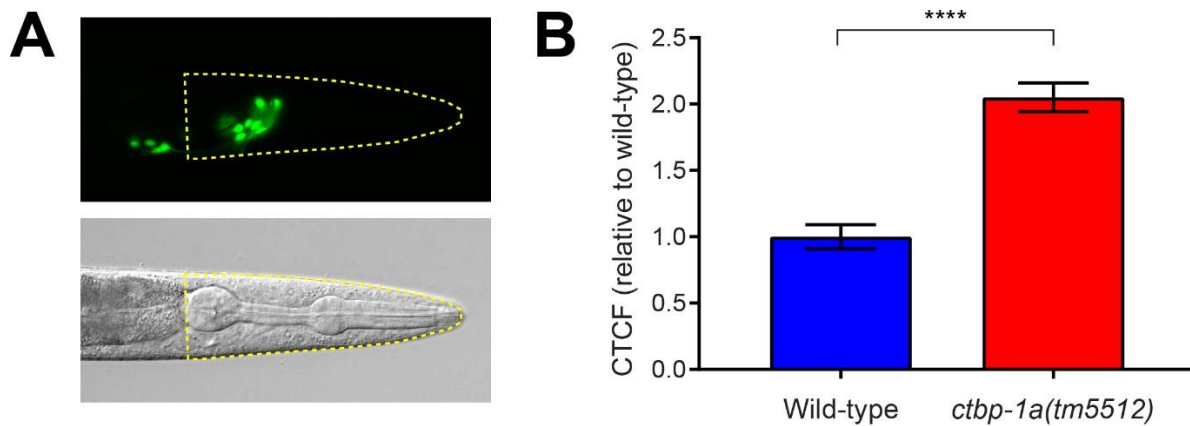 A
B
****
CTCF (relative to wild-type)
2.5
2.0
1.5
1.0
0.5
0.0
Wild-type
ctbp-1a(tm5512)